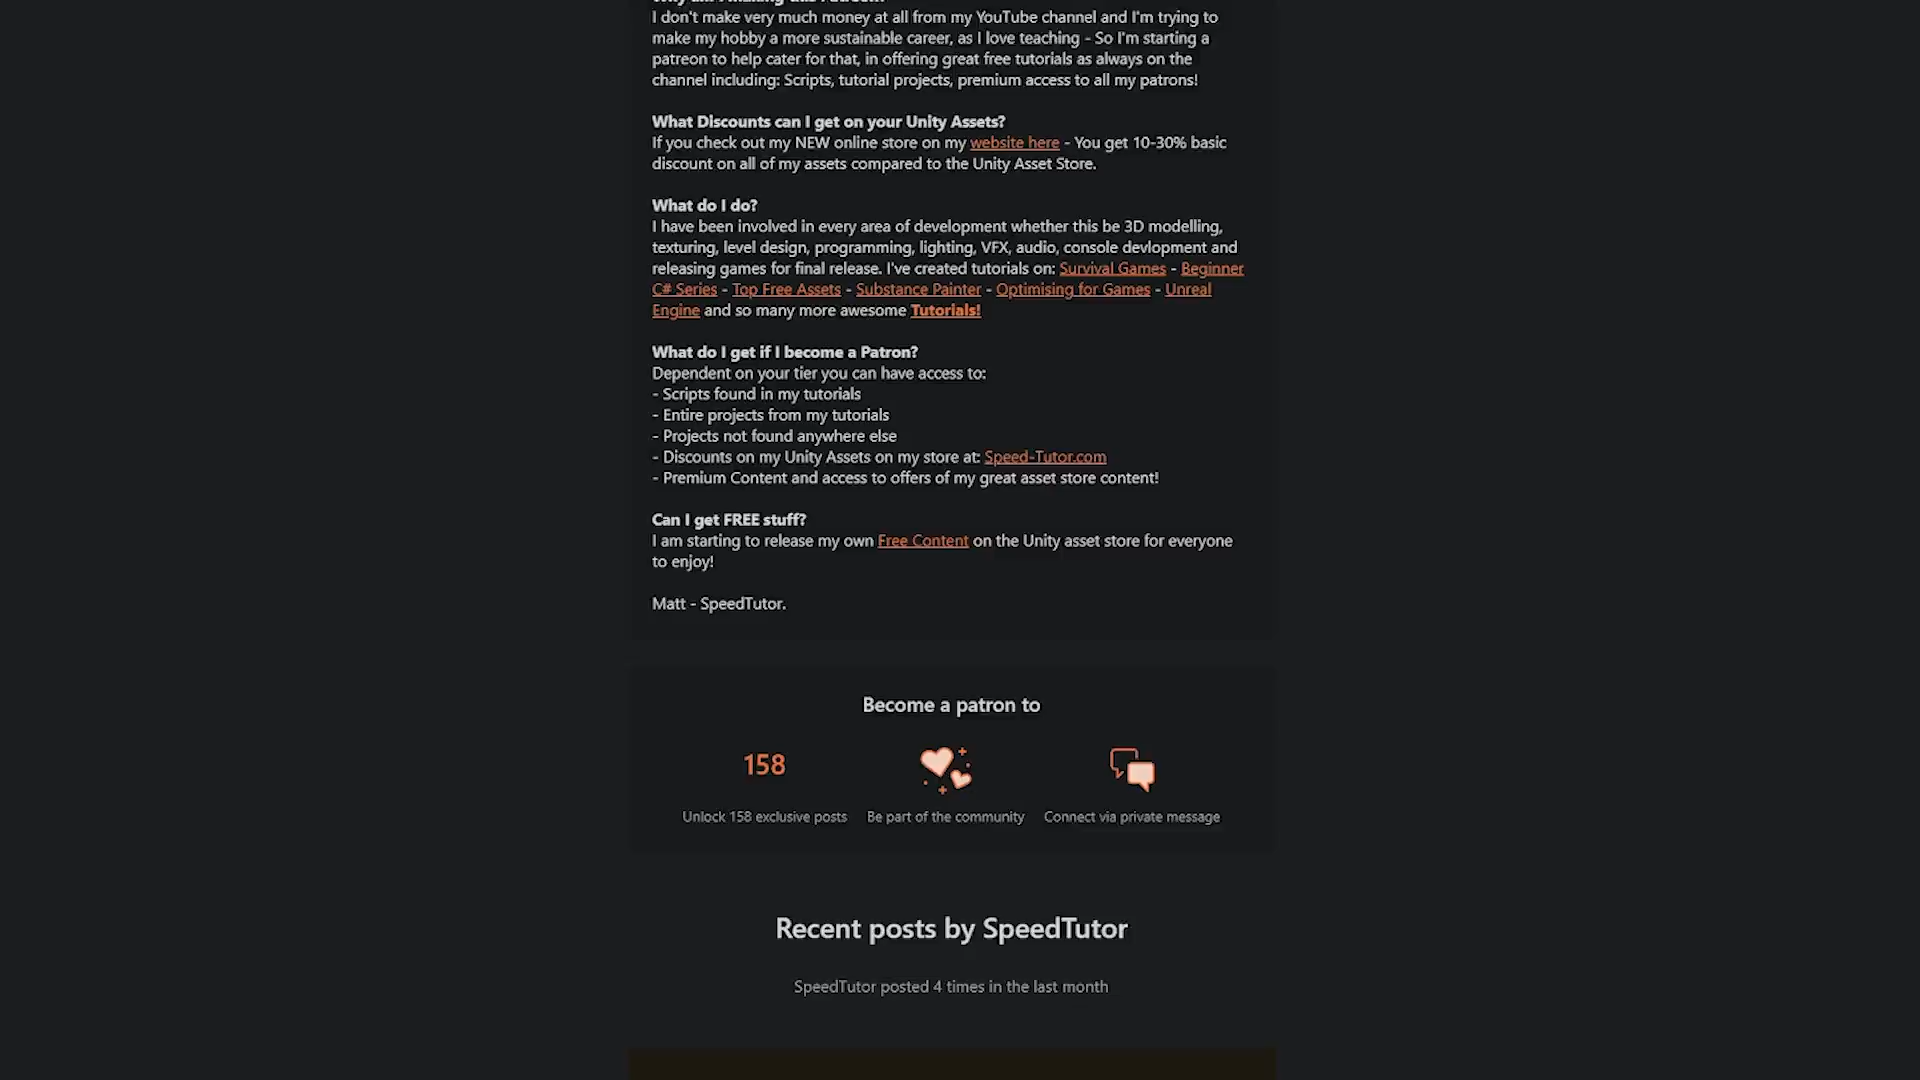 I don't make very much money at all from my YouTube channel and I'm trying to
make my hobby a more sustainable career, as I love teaching - So I'm starting a
patreon to help cater for that, in offering great free tutorials as always on the
channel including: Scripts, tutorial projects, premium access to all my patrons!
What Discounts can I get on your Unity Assets?
If you check out my NEW online store on my website here - You get 10-30% basic
discount on all of my assets compared to the Unity Asset Store.
What do I do?
I have been involved in every area of development whether this be 3D modelling,
texturing, level design, programming, lighting, VFX, audio, console devlopment and
releasing games for final release. I've created tutorials on: Survival Games - Beginner
C# Series - Top Free Assets - Substance Painter - Optimising for Games - Unreal
Engine and so many more awesome Tutorials!
What do I get if I become a Patron?
Dependent on your tier you can have access to:
- Scripts found in my tutorials
- Entire projects from my tutorials
- Projects not found anywhere else
- Discounts on my Unity Assets on my store at: Speed-Tutor.com
- Premium Content and access to offers of my great asset store content!
Can I get FREE stuff?
I am starting to release my own Free Content on the Unity asset store for everyone
to enjoy!
Matt - SpeedTutor.
Become a patron to
158
Unlock 158 exclusive posts
Be part of the community
Connect via private message
Recent posts by SpeedTutor
SpeedTutor posted 4 times in the last month